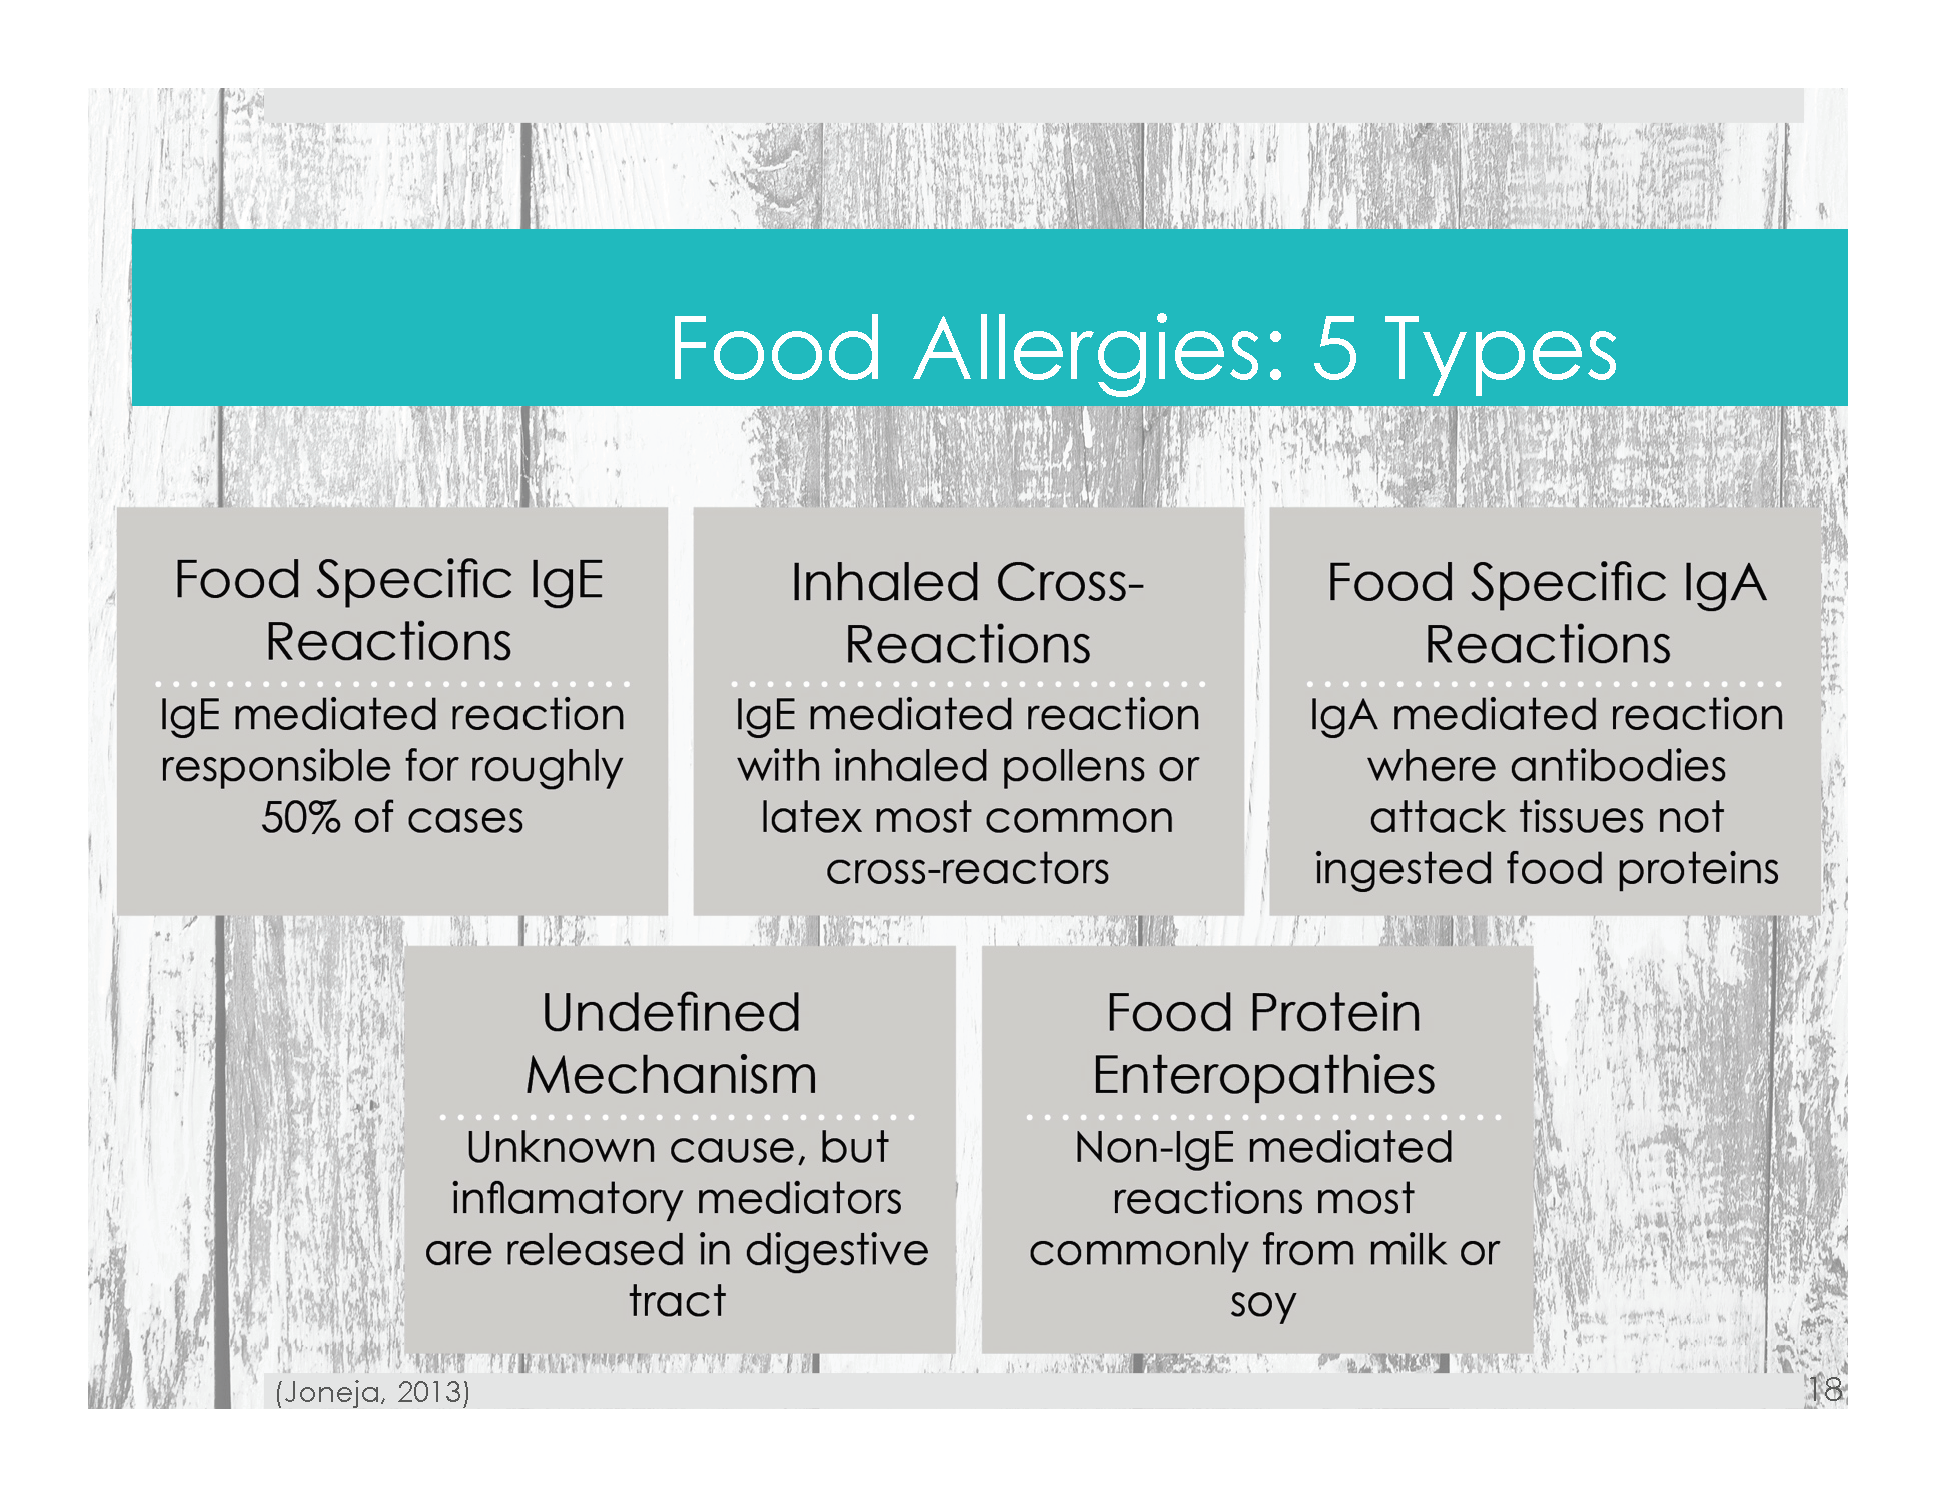 Food Allergies: 5 Types
Food Specific IgE
Reactions
IgE mediated reaction
responsible for roughly
50% of cases
Inhaled Cross-
Reactions
IgE mediated reaction
with inhaled pollens or
latex most common
cross-reactors
Food Specific IgA
Reactions
IgA mediated reaction
where antibodies
attack tissues not
ingested food proteins
Undefined
Mechanism
Unknown cause, but
inflamatory mediators
are released in digestive
tract
Food Protein
Enteropathies
Non-IgE mediated
reactions most
commonly from milk or
soy
(Joneja, 2013)
18